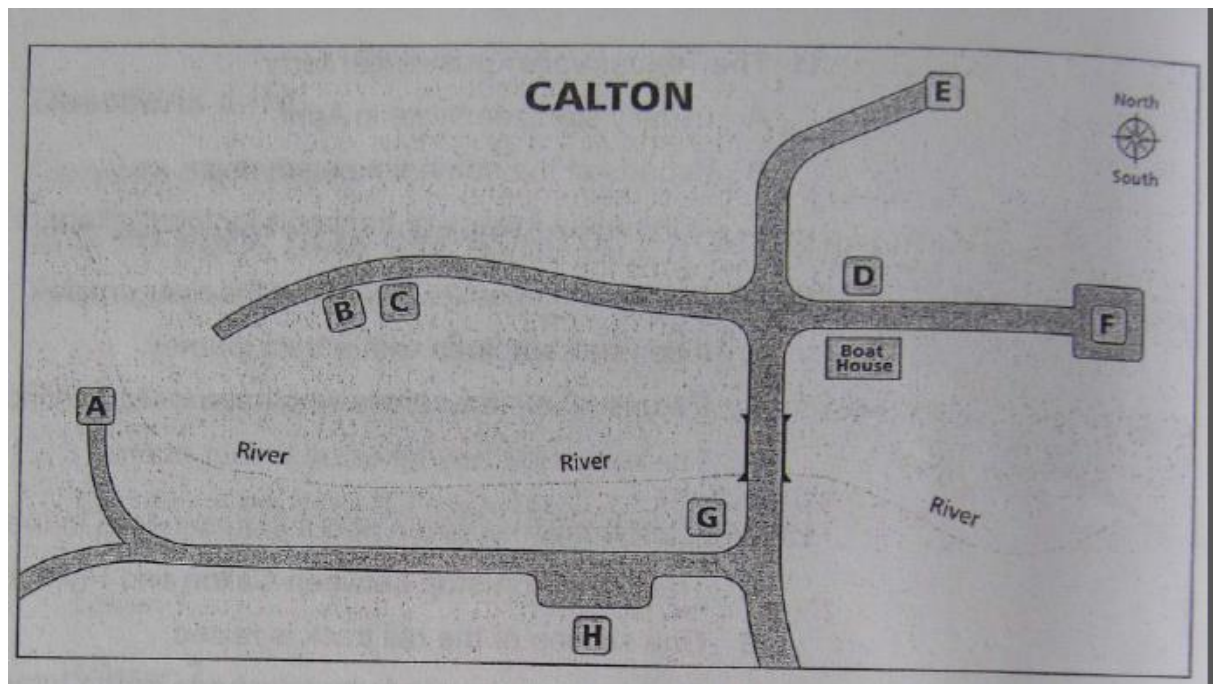 CALTON
E
North
South
D
B
C
F
Boat
House
A
River
River
River
G
H